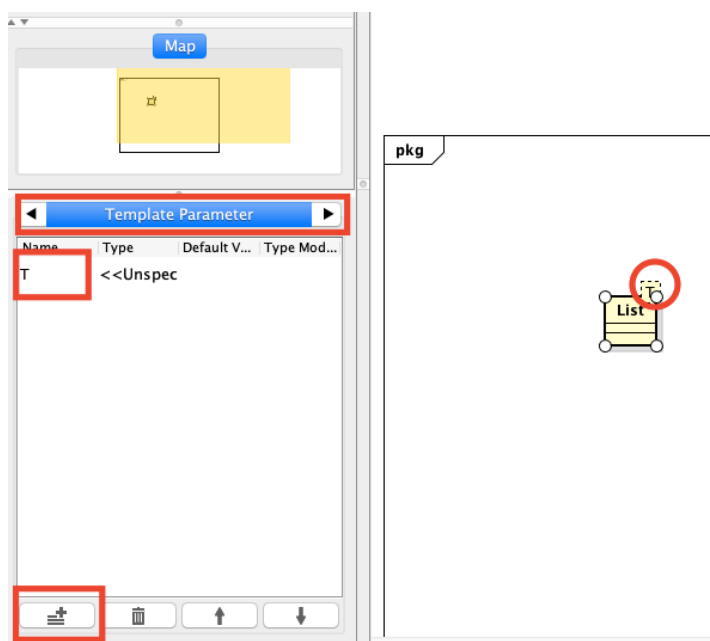 Map
Template Parameter
Name Type Default V... Type Mod...
T <<Unspec
pkg
T
List